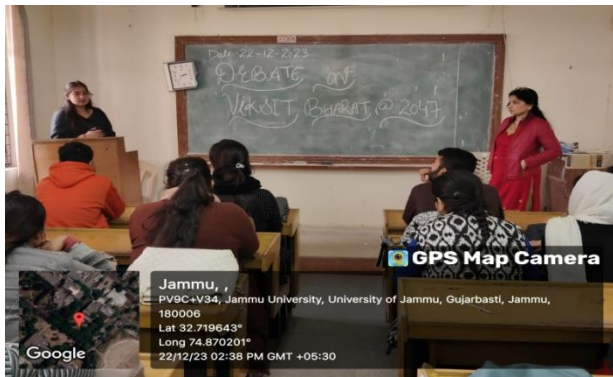 Date 22-12-2023
DEBATE on
VIKSIT BHARAT @ 2047
GPS Map Camera
Jammu, ,
PV9C+V34, Jammu University, University of Jammu, Gujarbasti, Jammu,
180006
Lat 32.719643°
Long 74.870201°
22/12/23 02:38 PM GMT +05:30
Google